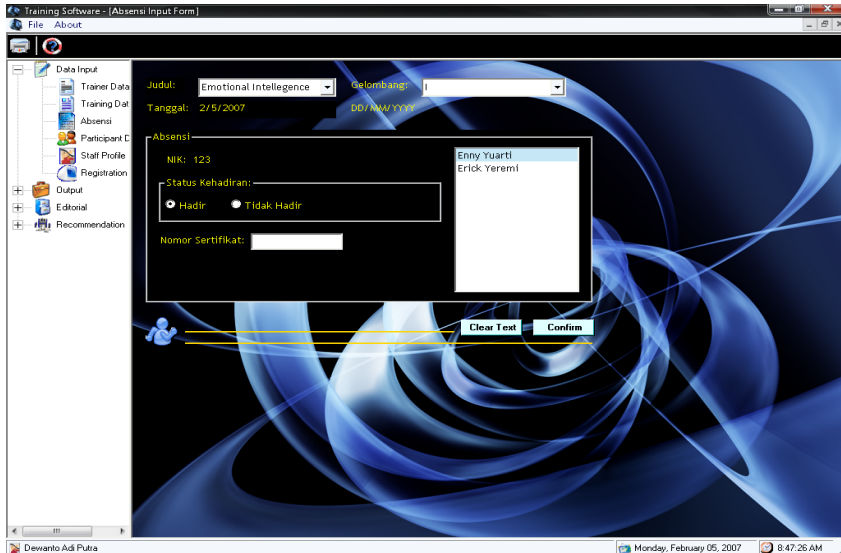 Training Software - [Absensi Input Form]
File About
Data Input
Trainer Data
Training Dat
Absensi
Participant D
Staff Profile
Registration
Output
Editorial
Recommendation
Judul: Emotional Intellegence Gelombang: I
Tanggal: 2/5/2007 DD/MM/YYYY
Absensi
NIK: 123
Status Kehadiran:
Hadir Tidak Hadir
Nomor Sertifikat:
Enny Yuarti
Erick Yeremi
Clear Text Confirm
Dewanto Adi Putra Monday, February 05, 2007 8:47:26 AM